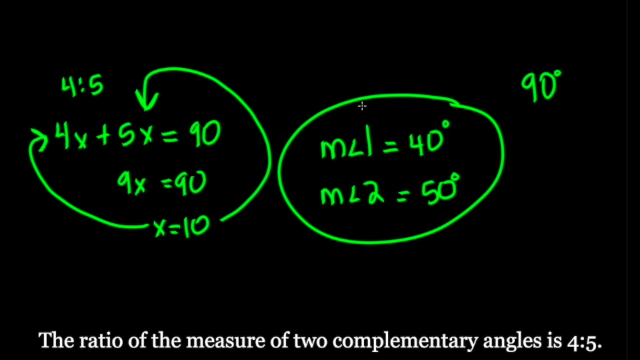 4:5
90°
4x + 5x = 90
9x = 90
x = 10
m∠1 = 40°
m∠2 = 50°
The ratio of the measure of two complementary angles is 4:5.